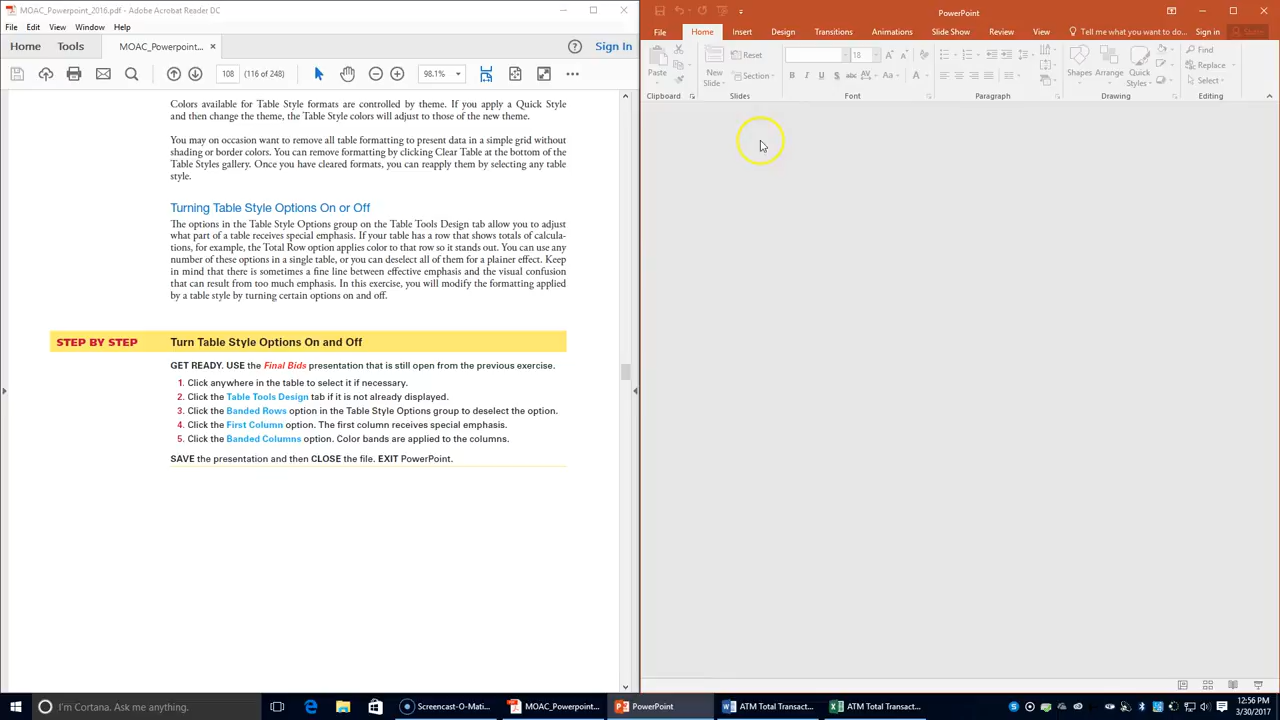 MOAC_Powerpoint_2016.pdf - Adobe Acrobat Reader DC
File Edit View Window Help
Home Tools MOAC_Powerpoint... × Sign In
108 (116 of 248) 98.1%
Colors available for Table Style formats are controlled by theme. If you apply a Quick Style
and then change the theme, the Table Style colors will adjust to those of the new theme.
You may on occasion want to remove all table formatting to present data in a simple grid without
shading or border colors. You can remove formatting by clicking Clear Table at the bottom of the
Table Styles gallery. Once you have cleared formats, you can reapply them by selecting any table
style.
Turning Table Style Options On or Off
The options in the Table Style Options group on the Table Tools Design tab allow you to adjust
what part of a table receives special emphasis. If your table has a row that shows totals of calcula-
tions, for example, the Total Row option applies color to that row so it stands out. You can use any
number of these options in a single table, or you can deselect all of them for a plainer effect. Keep
in mind that there is sometimes a fine line between effective emphasis and the visual confusion
that can result from too much emphasis. In this exercise, you will modify the formatting applied
by a table style by turning certain options on and off.
STEP BY STEP Turn Table Style Options On and Off
GET READY. USE the Final Bids presentation that is still open from the previous exercise.
1. Click anywhere in the table to select it if necessary.
2. Click the Table Tools Design tab if it is not already displayed.
3. Click the Banded Rows option in the Table Style Options group to deselect the option.
4. Click the First Column option. The first column receives special emphasis.
5. Click the Banded Columns option. Color bands are applied to the columns.
SAVE the presentation and then CLOSE the file. EXIT PowerPoint.
PowerPoint
File Home Insert Design Transitions Animations Slide Show Review View Tell me what you want to do... Sign in Share
Paste New Slide Reset Section 18 Shapes Arrange Quick Styles Find Replace Select
B I U S abc AV Aa A
Clipboard Slides Font Paragraph Drawing Editing
I'm Cortana. Ask me anything. Screencast-O-Mati... MOAC_Powerpoint... PowerPoint ATM Total Transact... ATM Total Transact... 12:56 PM
3/30/2017